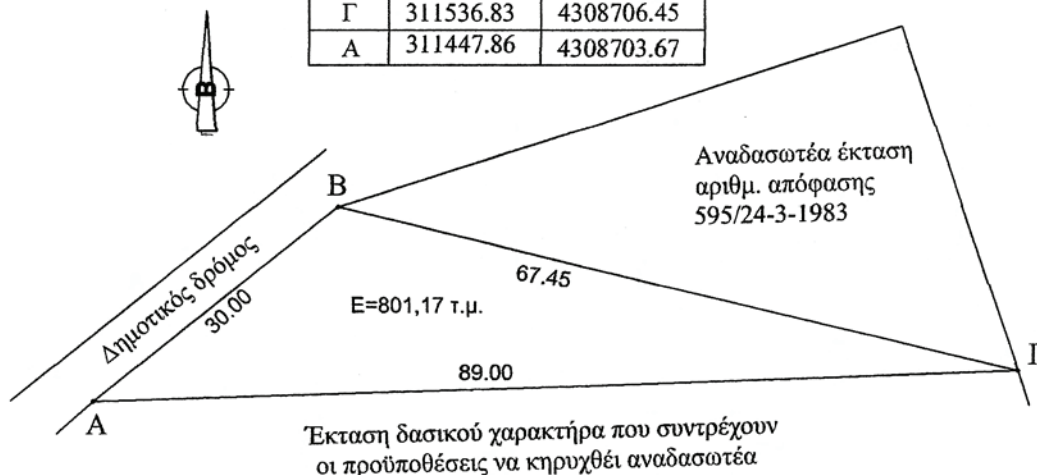 Γ 311536.83 4308706.45
Α 311447.86 4308703.67
Β
Αναδασωτέα έκταση
αριθμ. απόφασης
595/24-3-1983
Β
Δημοτικός δρόμος
30.00
67.45
E=801,17 τ.μ.
89.00
Γ
Α
Έκταση δασικού χαρακτήρα που συντρέχουν
οι προϋποθέσεις να κηρυχθεί αναδασωτέα